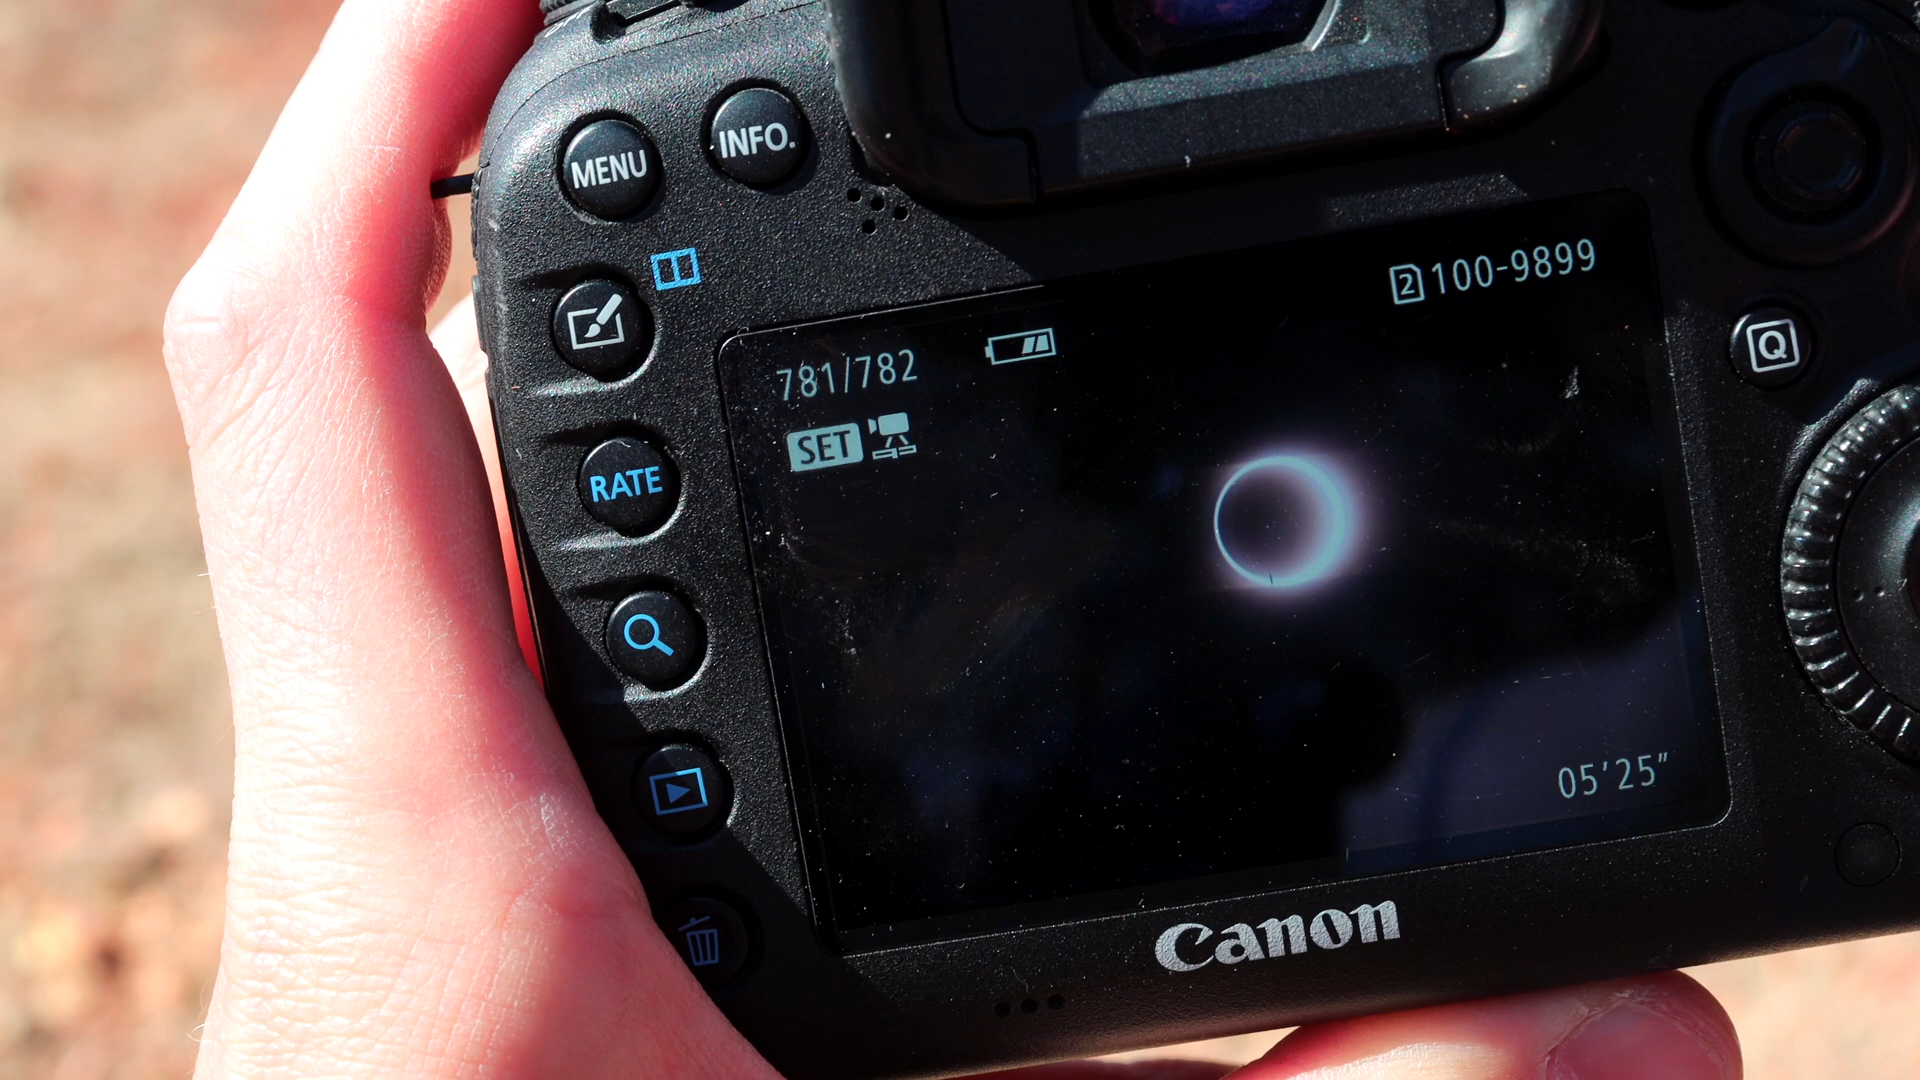 MENU
INFO.
2 100-9899
781/782
SET
Q
RATE
05'25"
Canon